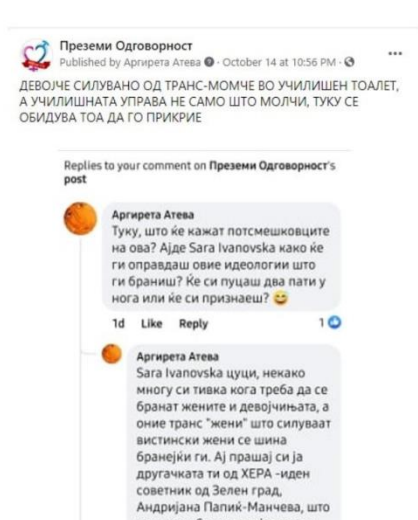 Преземи Одговорност
Published by Аргирета Атева · October 14 at 10:56 PM ·
ДЕВОЈЧЕ СИЛУВАНО ОД ТРАНС-МОМЧЕ ВО УЧИЛИШЕН ТОАЛЕТ,
А УЧИЛИШНАТА УПРАВА НЕ САМО ШТО МОЛЧИ, ТУКУ СЕ
ОБИДУВА ТОА ДА ГО ПРИКРИЕ
Replies to your comment on Преземи Одговорност's
post
Аргирета Атева
Туку, што ќе кажат потсмешковците
на ова? Ајде Sara Ivanovska како ќе
ги оправдаш овие идеологии што
ги браниш? Ќе си пуцаш два пати у
нога или ќе си признаеш? 😅
1d Like Reply 1
Аргирета Атева
Sara Ivanovska цуци, некако
многу си тивка кога треба да се
бранат жените и девојчињата, а
оние транс "жени" што силуваат
вистински жени се шина
бранејќи ги. Ај прашај си ја
другачката ти од ХЕРА -иден
советник од Зелен град,
Андријана Папиќ-Манчева, што